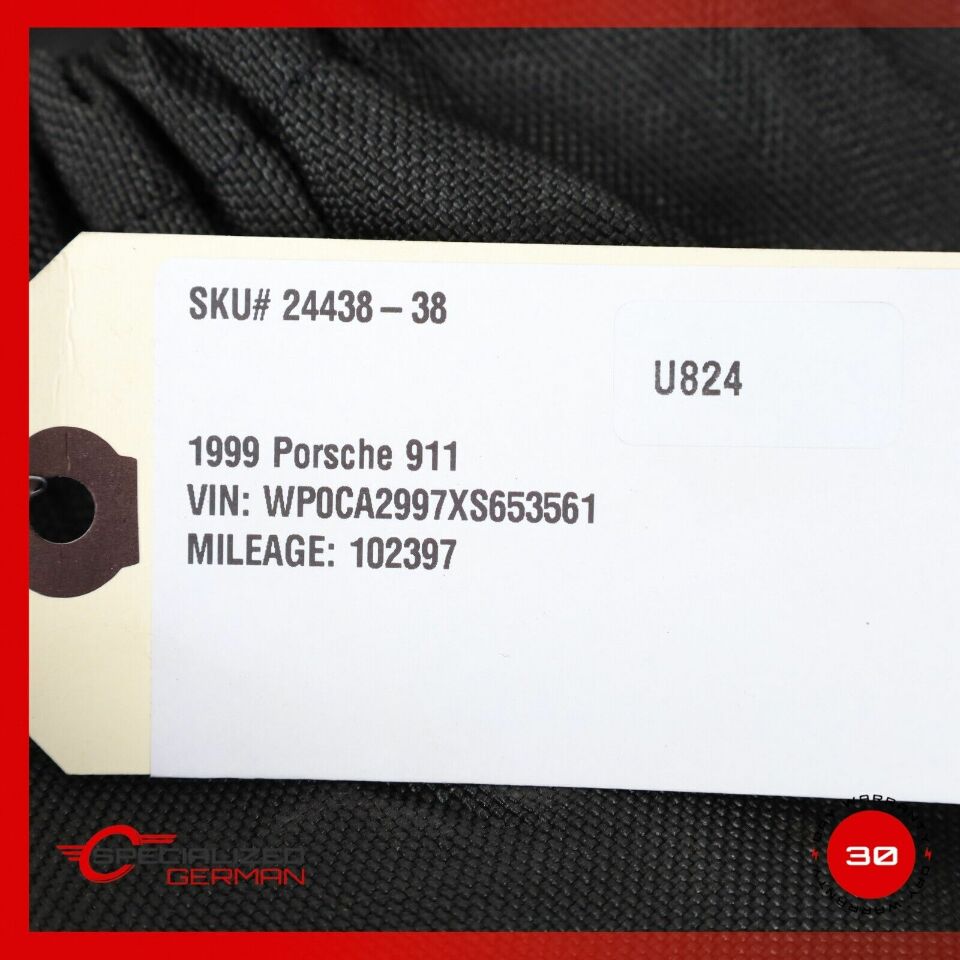 SKU# 24438 – 38
U824
1999 Porsche 911
VIN: WP0CA2997XS653561
MILEAGE: 102397
SPECIALIZED
GERMAN
30